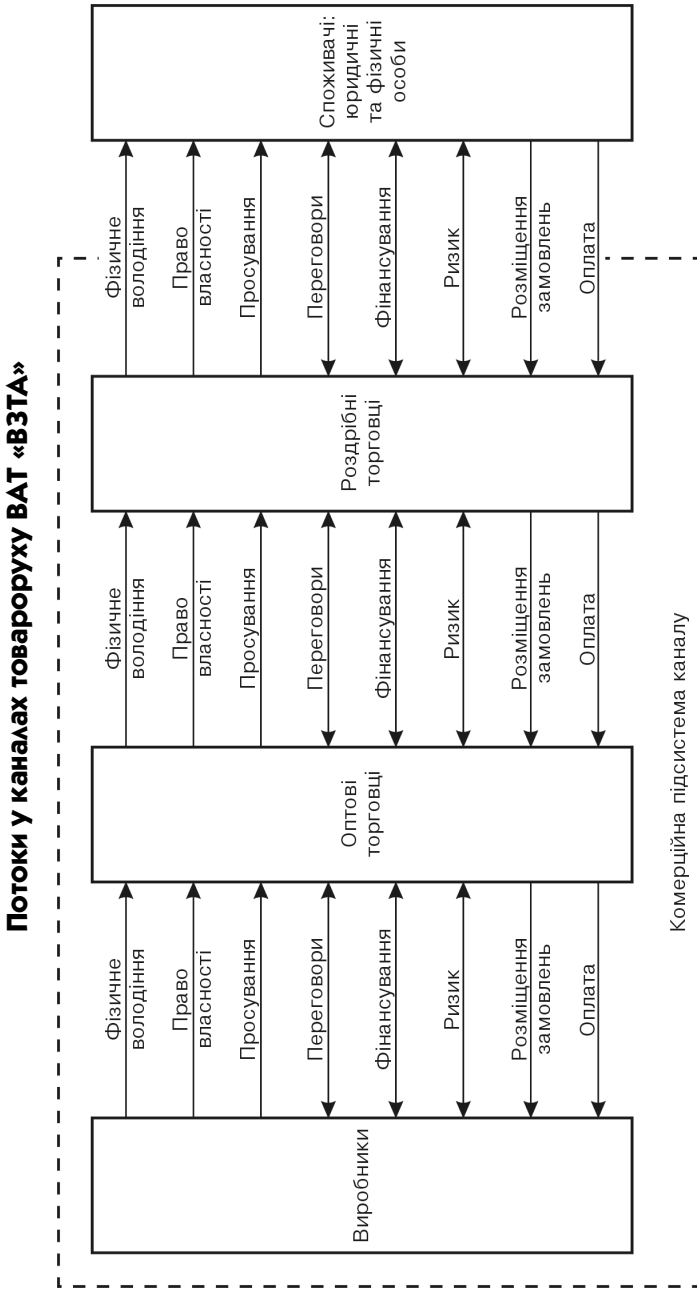 Потоки у каналах товароруху ВАТ «ВЗТА»
Виробники
Фізичне
володіння
Право
власності
Просування
Переговори
Фінансування
Ризик
Розміщення
замовлень
Оплата
Оптові
торговці
Фізичне
володіння
Право
власності
Просування
Переговори
Фінансування
Ризик
Розміщення
замовлень
Оплата
Роздрібні
торговці
Фізичне
володіння
Право
власності
Просування
Переговори
Фінансування
Ризик
Розміщення
замовлень
Оплата
Споживачі:
юридичні
та фізичні
особи
Комерційна підсистема каналу